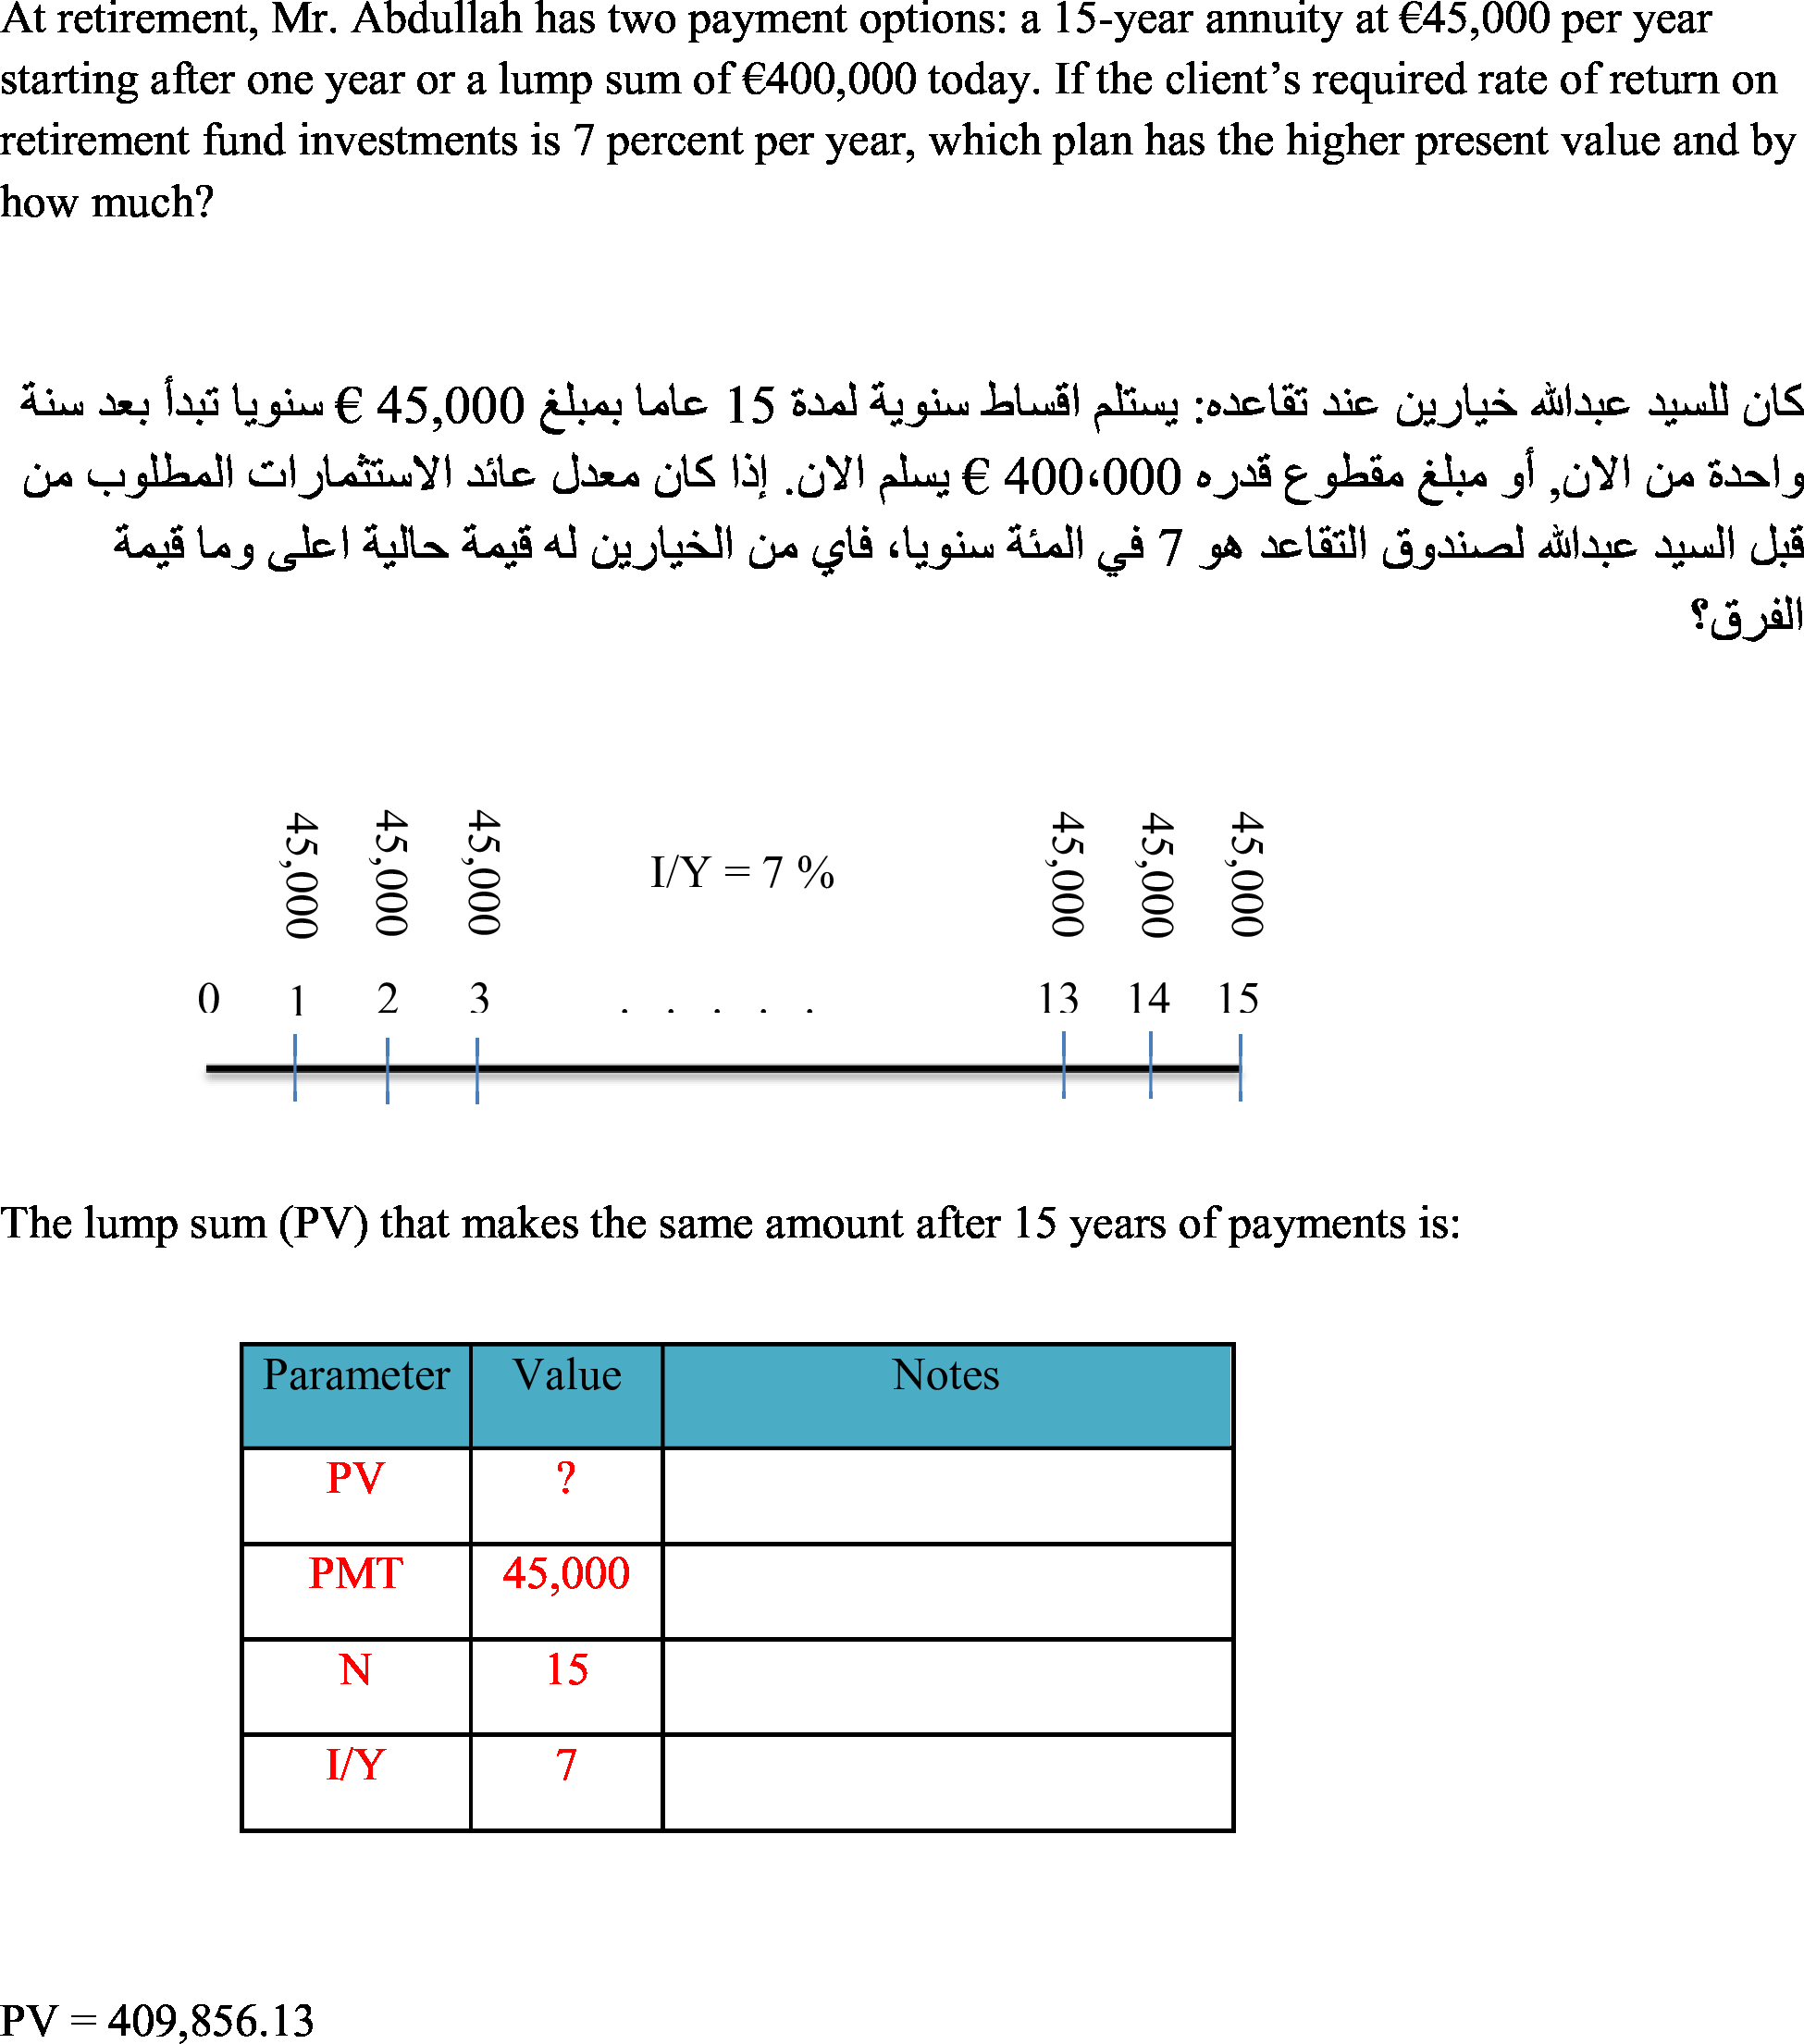 At retirement, Mr. Abdullah has two payment options: a 15-year annuity at €45,000 per year
starting after one year or a lump sum of €400,000 today. If the client’s required rate of return on
retirement fund investments is 7 percent per year, which plan has the higher present value and by
how much?
كان للسيد عبدالله خيارين عند تقاعده: يستلم اقساط سنوية لمدة 15 عاما بمبلغ 45,000 € سنويا تبدأ بعد سنة
واحدة من الان, أو مبلغ مقطوع قدره 400،000 € يسلم الان. إذا كان معدل عائد الاستثمارات المطلوب من
قبل السيد عبدالله لصندوق التقاعد هو 7 في المئة سنويا، فاي من الخيارين له قيمة حالية اعلى وما قيمة
الفرق؟
45,000 45,000 45,000 I/Y = 7 % 45,000 45,000 45,000
0 1 2 3 . . . . . 13 14 15
The lump sum (PV) that makes the same amount after 15 years of payments is:
Parameter Value Notes
PV ?
PMT 45,000
N 15
I/Y 7
PV = 409,856.13